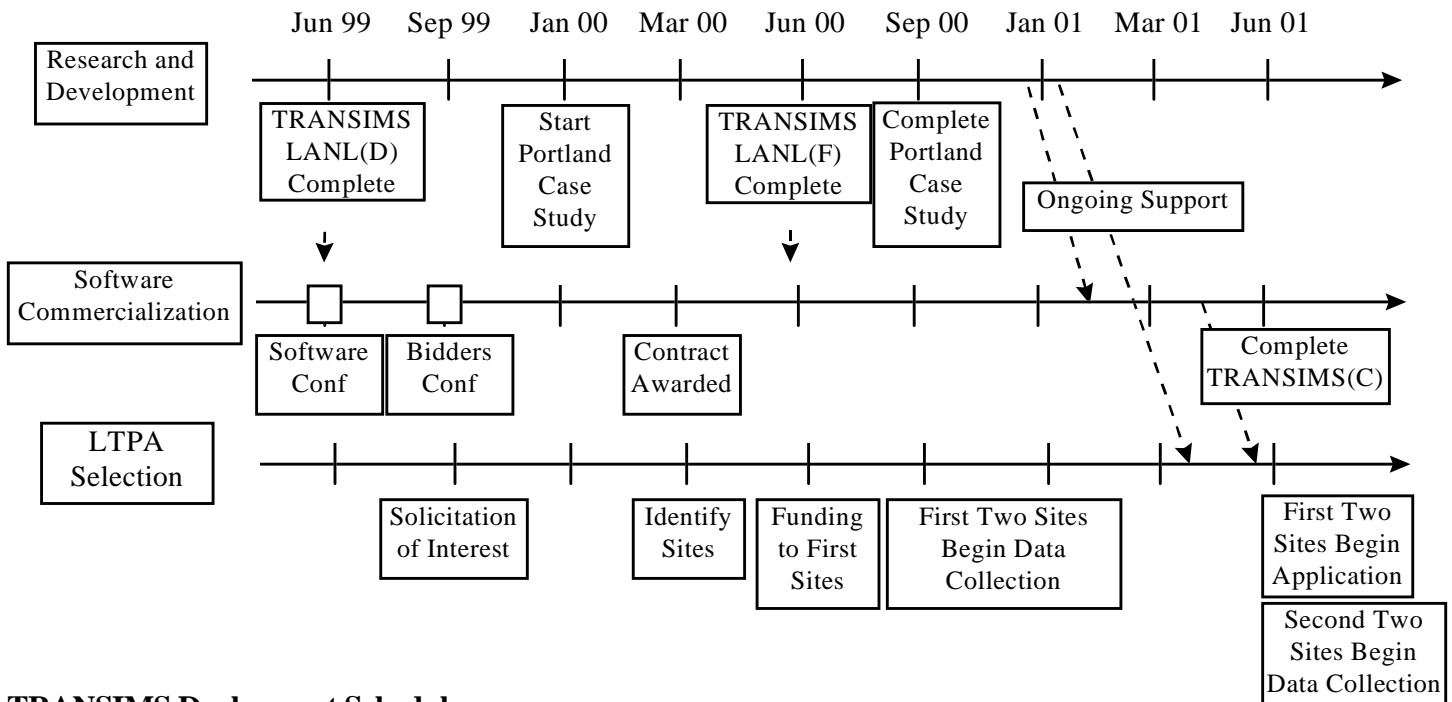 Jun 99 Sep 99 Jan 00 Mar 00 Jun 00 Sep 00 Jan 01 Mar 01 Jun 01
Research and
Development
TRANSIMS
LANL(D)
Complete
Start
Portland
Case
Study
TRANSIMS
LANL(F)
Complete
Complete
Portland
Case
Study
Ongoing Support
Software
Commercialization
Software
Conf
Bidders
Conf
Contract
Awarded
Complete
TRANSIMS(C)
LTPA
Selection
Solicitation
of Interest
Identify
Sites
Funding
to First
Sites
First Two Sites
Begin Data
Collection
First Two
Sites Begin
Application
Second Two
Sites Begin
Data Collection